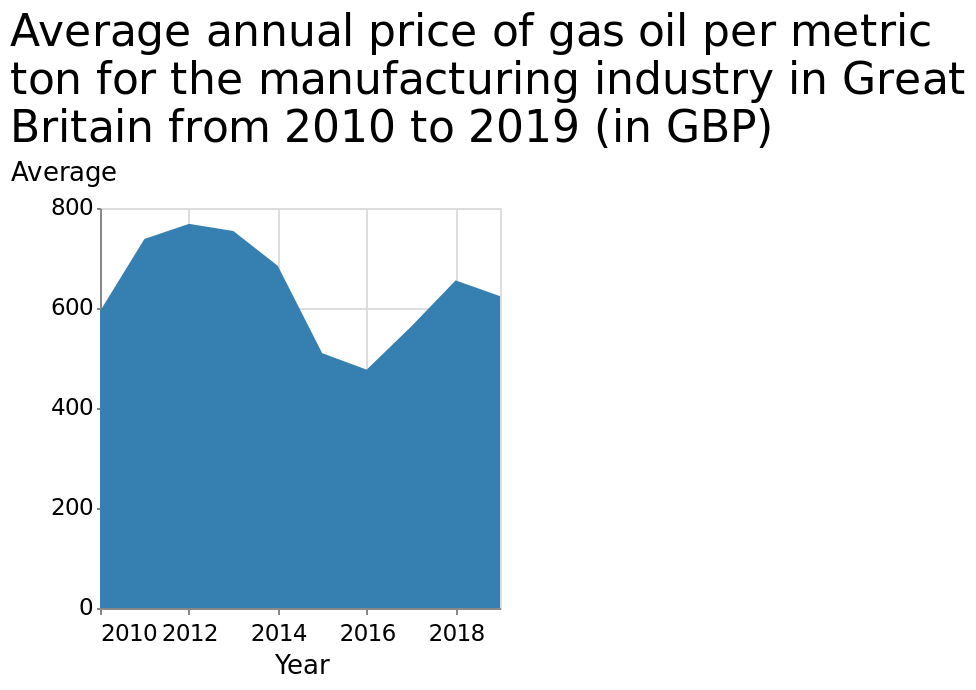 Average annual price of gas oil per metric
ton for the manufacturing industry in Great
Britain from 2010 to 2019 (in GBP)
Average
800
600
400
200
0
2010 2012 2014 2016 2018
Year